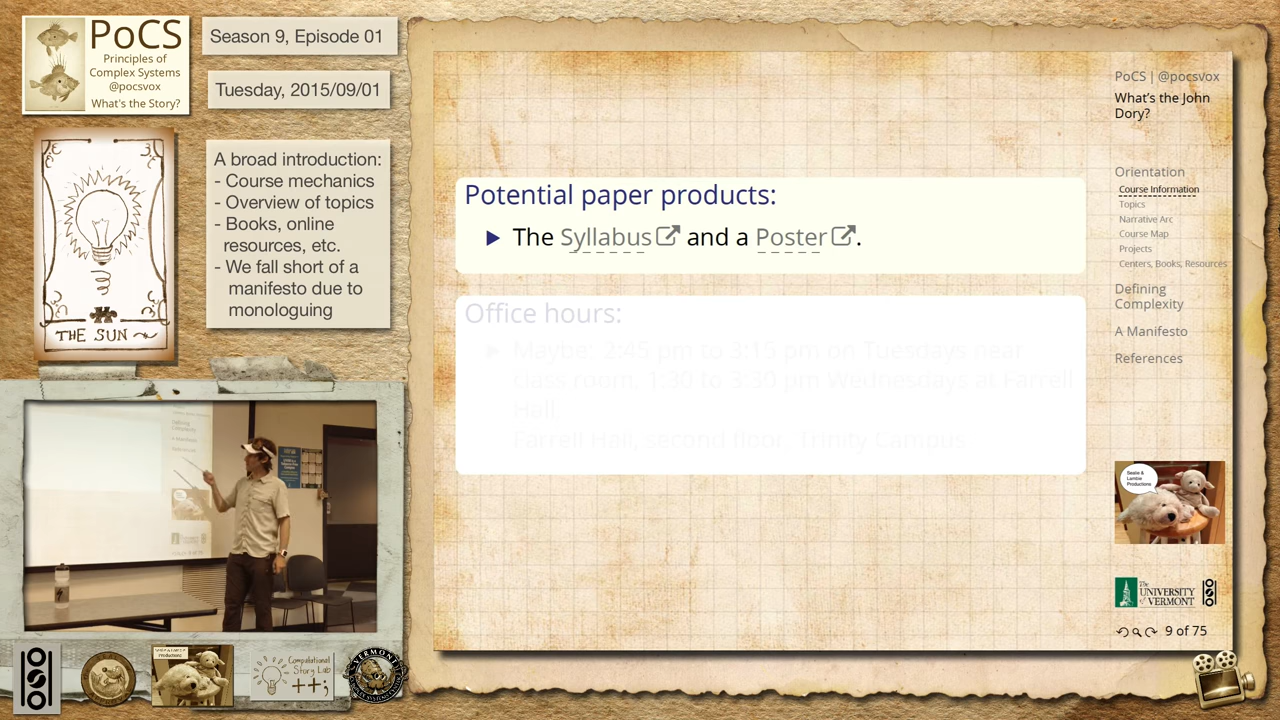 PoCS
Principles of
Complex Systems
@pocsvox
What's the Story?
Season 9, Episode 01
Tuesday, 2015/09/01
A broad introduction:
- Course mechanics
- Overview of topics
- Books, online
resources, etc.
- We fall short of a
manifesto due to
monologuing
THE SUN
Potential paper products:
The Syllabus and a Poster.
Office hours:
Maybe: 2:45 pm to 3:15 pm on Tuesdays near
class room, 1:30 to 3:30 pm Wednesdays at Farrell
Hall.
Farrell Hall, second floor, Trinity Campus
PoCS | @pocsvox
What's the John
Dory?
Orientation
Course Information
Topics
Narrative Arc
Course Map
Projects
Centers, Books, Resources
Defining
Complexity
A Manifesto
References
Sealie &
Lambie
Productions
The
UNIVERSITY
of VERMONT
9 of 75
Computational
Story Lab
++;
VERMONT